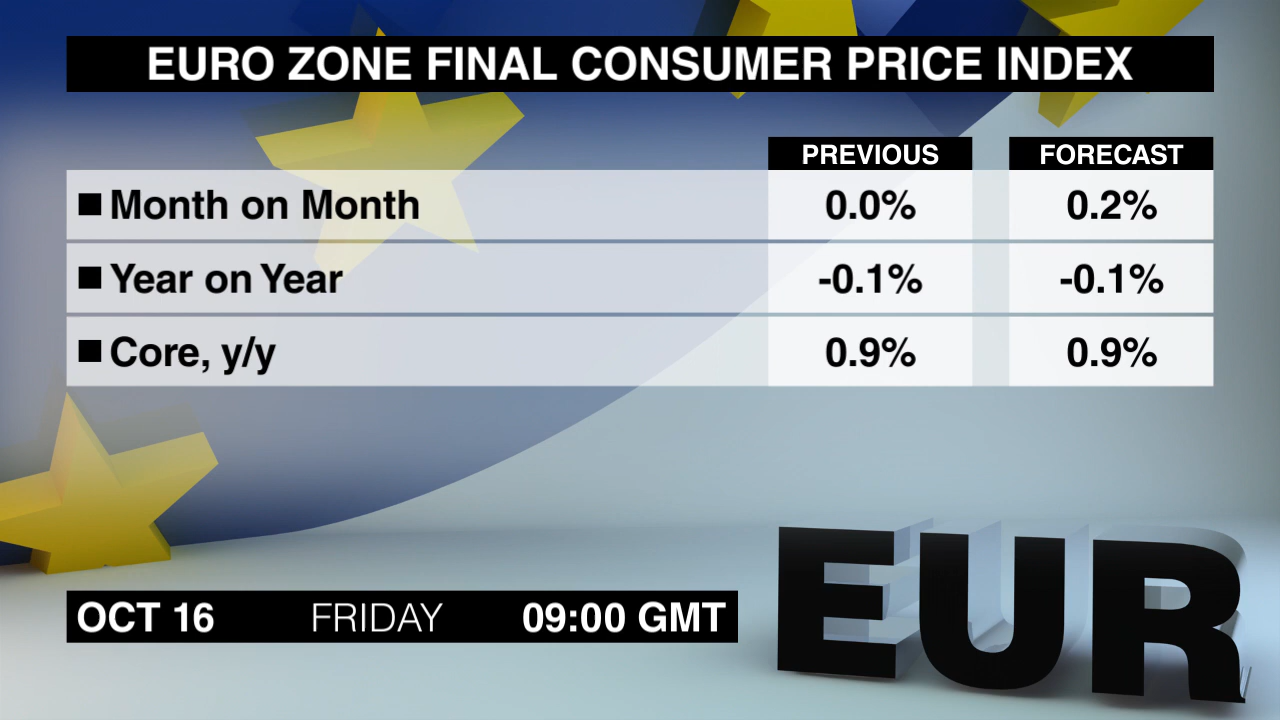 EURO ZONE FINAL CONSUMER PRICE INDEX
PREVIOUS FORECAST
Month on Month 0.0% 0.2%
Year on Year -0.1% -0.1%
Core, y/y 0.9% 0.9%
OCT 16 FRIDAY 09:00 GMT
EUR